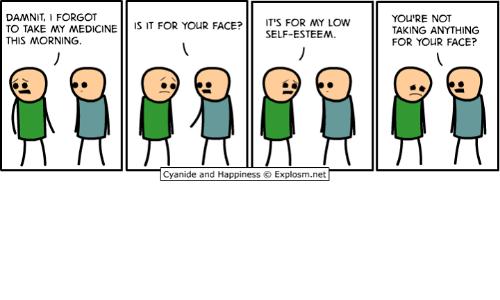 DAMNIT, I FORGOT
TO TAKE MY MEDICINE
THIS MORNING.
IS IT FOR YOUR FACE?
IT'S FOR MY LOW
SELF-ESTEEM.
YOU'RE NOT
TAKING ANYTHING
FOR YOUR FACE?
Cyanide and Happiness © Explosm.net